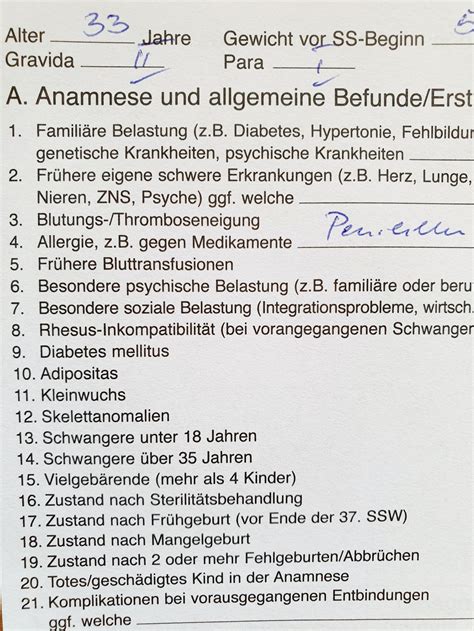 Alter 33 Jahre Gewicht vor SS-Beginn 5
Gravida II Para I
A. Anamnese und allgemeine Befunde/Erst
1. Familiäre Belastung (z.B. Diabetes, Hypertonie, Fehlbildun
genetische Krankheiten, psychische Krankheiten
2. Frühere eigene schwere Erkrankungen (z.B. Herz, Lunge,
Nieren, ZNS, Psyche) ggf. welche
3. Blutungs-/Thromboseneigung
4. Allergie, z.B. gegen Medikamente Penicillin
5. Frühere Bluttransfusionen
6. Besondere psychische Belastung (z.B. familiäre oder beru
7. Besondere soziale Belastung (Integrationsprobleme, wirtsch.
8. Rhesus-Inkompatibilität (bei vorangegangenen Schwanger
9. Diabetes mellitus
10. Adipositas
11. Kleinwuchs
12. Skelettanomalien
13. Schwangere unter 18 Jahren
14. Schwangere über 35 Jahren
15. Vielgebärende (mehr als 4 Kinder)
16. Zustand nach Sterilitätsbehandlung
17. Zustand nach Frühgeburt (vor Ende der 37. SSW)
18. Zustand nach Mangelgeburt
19. Zustand nach 2 oder mehr Fehlgeburten/Abbrüchen
20. Totes/geschädigtes Kind in der Anamnese
21. Komplikationen bei vorausgegangenen Entbindungen
ggf. welche